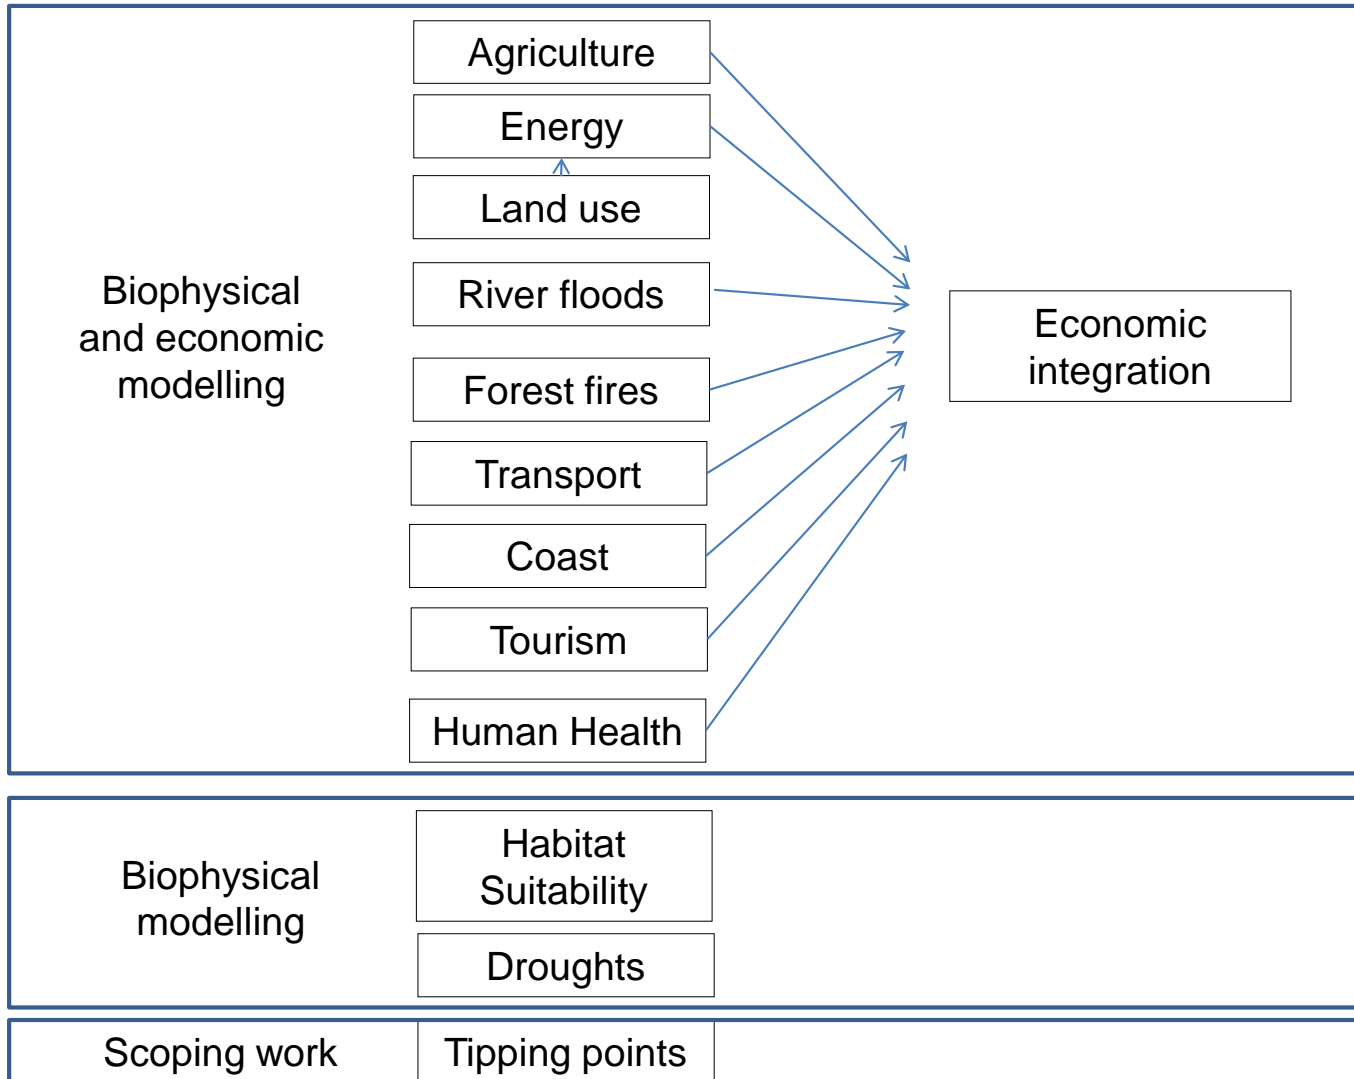 Agriculture
Energy
Land use
River floods
Forest fires
Transport
Coast
Tourism
Human Health
Biophysical
and economic
modelling
Economic
integration
Biophysical
modelling
Habitat
Suitability
Droughts
Scoping work
Tipping points